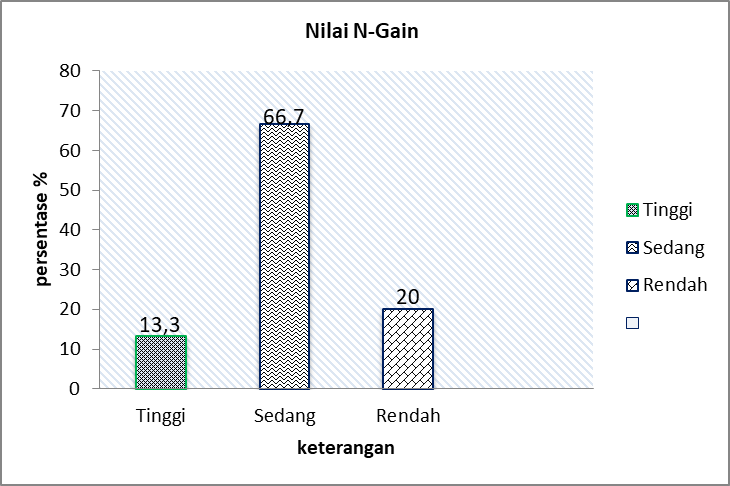 Nilai N-Gain
persentase %
80
70
60
50
40
30
20
10
0
13,3
66,7
20
Tinggi
Sedang
Rendah
keterangan
Tinggi
Sedang
Rendah